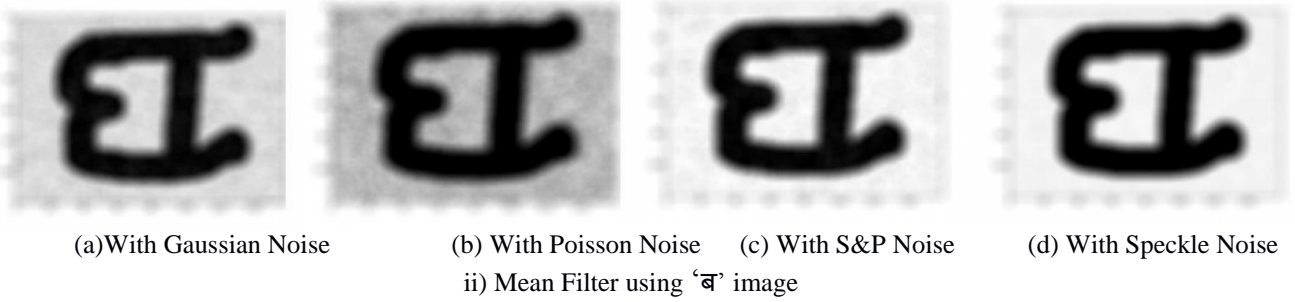 (a)With Gaussian Noise (b) With Poisson Noise (c) With S&P Noise (d) With Speckle Noise
ii) Mean Filter using ‘ब’ image